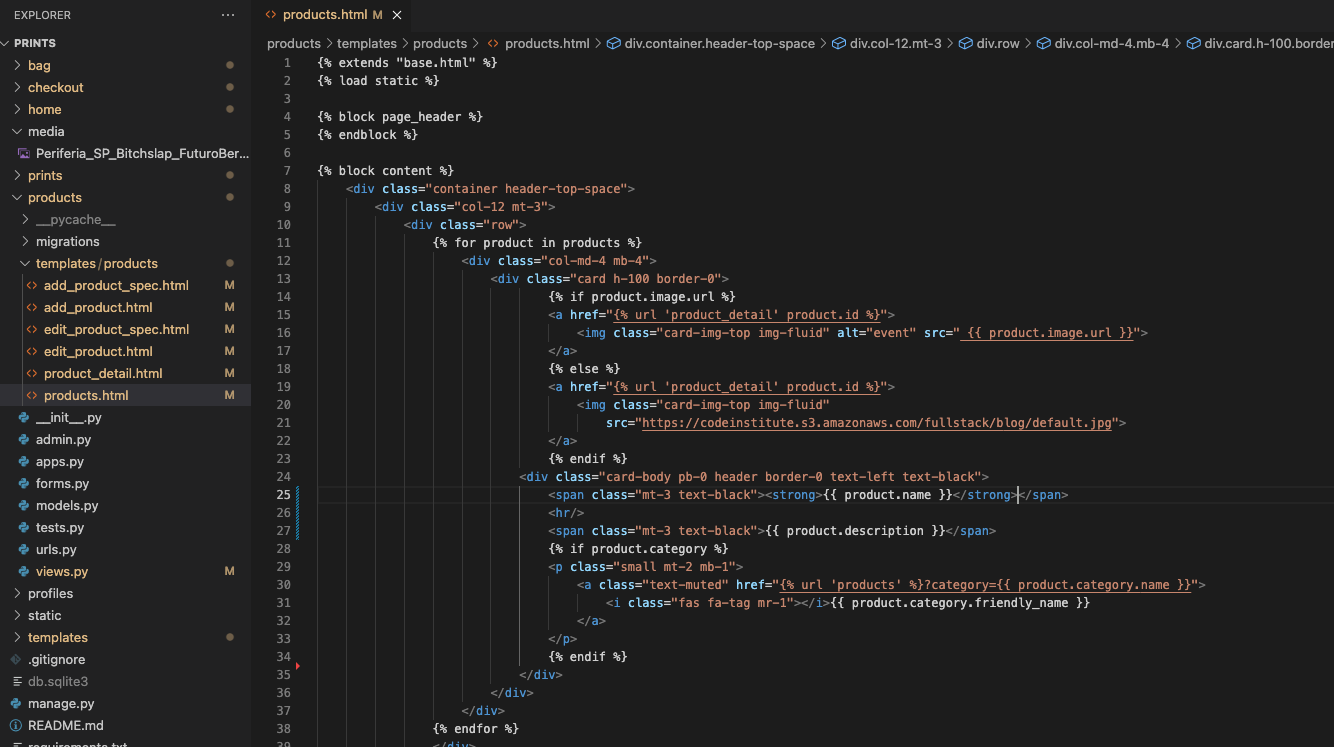 EXPLORER
PRINTS
bag
checkout
home
media
Periferia_SP_Bitchslap_FuturoBer...
prints
products
__pycache__
migrations
templates/products
add_product_spec.html M
add_product.html M
edit_product_spec.html M
edit_product.html M
product_detail.html M
products.html M
__init__.py
admin.py
apps.py
forms.py
models.py
tests.py
urls.py
views.py M
profiles
static
templates
.gitignore
db.sqlite3
manage.py
README.md
requirements.txt
products.html M
products > templates > products > products.html > div.container.header-top-space > div.col-12.mt-3 > div.row > div.col-md-4.mb-4 > div.card.h-100.border
1 {% extends "base.html" %}
2 {% load static %}
3
4 {% block page_header %}
5 {% endblock %}
6
7 {% block content %}
8 <div class="container header-top-space">
9 <div class="col-12 mt-3">
10 <div class="row">
11 {% for product in products %}
12 <div class="col-md-4 mb-4">
13 <div class="card h-100 border-0">
14 {% if product.image.url %}
15 <a href="{% url 'product_detail' product.id %}">
16 <img class="card-img-top img-fluid" alt="event" src=" {{ product.image.url }}">
17 </a>
18 {% else %}
19 <a href="{% url 'product_detail' product.id %}">
20 <img class="card-img-top img-fluid"
21 src="https://codeinstitute.s3.amazonaws.com/fullstack/blog/default.jpg">
22 </a>
23 {% endif %}
24 <div class="card-body pb-0 header border-0 text-left text-black">
25 <span class="mt-3 text-black"><strong>{{ product.name }}</strong></span>
26 <hr/>
27 <span class="mt-3 text-black">{{ product.description }}</span>
28 {% if product.category %}
29 <p class="small mt-2 mb-1">
30 <a class="text-muted" href="{% url 'products' %}?category={{ product.category.name }}">
31 <i class="fas fa-tag mr-1"></i>{{ product.category.friendly_name }}
32 </a>
33 </p>
34 {% endif %}
35 </div>
36 </div>
37 </div>
38 {% endfor %}
39 </div>